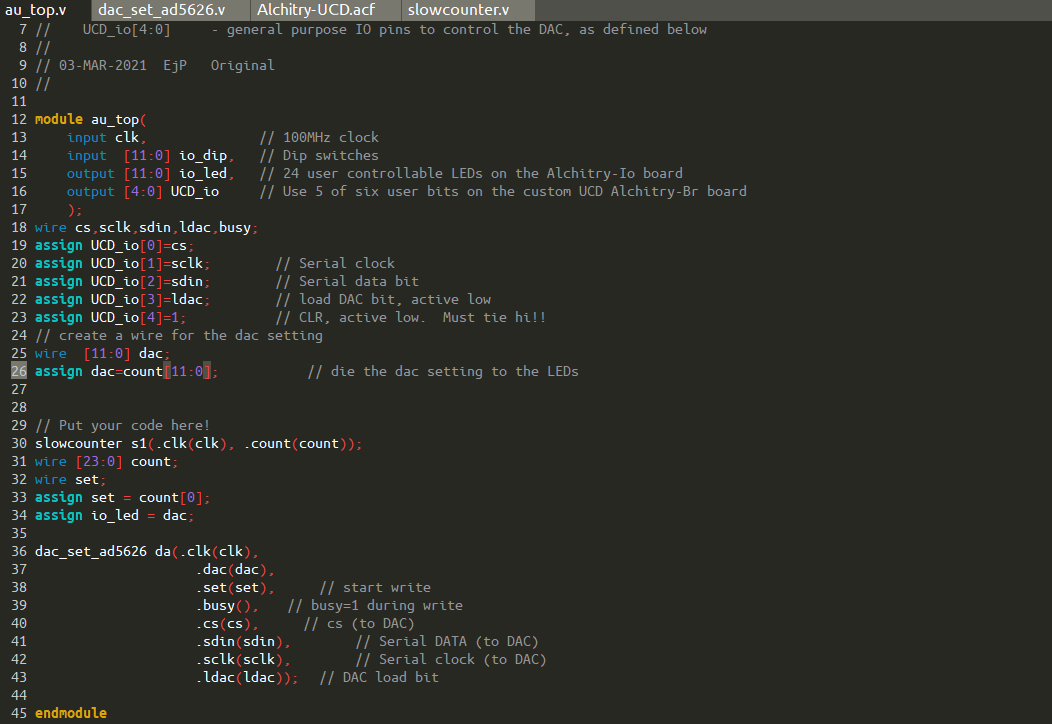 au_top.v dac_set_ad5626.v Alchitry-UCD.acf slowcounter.v
7 //    UCD_io[4:0]     - general purpose IO pins to control the DAC, as defined below
8 //
9 // 03-MAR-2021  EjP   Original
10 //
11
12 module au_top(
13     input clk,              // 100MHz clock
14     input  [11:0] io_dip,   // Dip switches
15     output [11:0] io_led,   // 24 user controllable LEDs on the Alchitry-Io board
16     output [4:0] UCD_io     // Use 5 of six user bits on the custom UCD Alchitry-Br board
17     );
18 wire cs,sclk,sdin,ldac,busy;
19 assign UCD_io[0]=cs;
20 assign UCD_io[1]=sclk;        // Serial clock
21 assign UCD_io[2]=sdin;        // Serial data bit
22 assign UCD_io[3]=ldac;        // load DAC bit, active low
23 assign UCD_io[4]=1;           // CLR, active low.  Must tie hi!!
24 // create a wire for the dac setting
25 wire  [11:0] dac;
26 assign dac=count[11:0];           // die the dac setting to the LEDs
27
28
29 // Put your code here!
30 slowcounter s1(.clk(clk), .count(count));
31 wire [23:0] count;
32 wire set;
33 assign set = count[0];
34 assign io_led = dac;
35
36 dac_set_ad5626 da(.clk(clk),
37                     .dac(dac),
38                     .set(set),      // start write
39                     .busy(),    // busy=1 during write
40                     .cs(cs),      // cs (to DAC)
41                     .sdin(sdin),        // Serial DATA (to DAC)
42                     .sclk(sclk),        // Serial clock (to DAC)
43                     .ldac(ldac));   // DAC load bit
44
45 endmodule